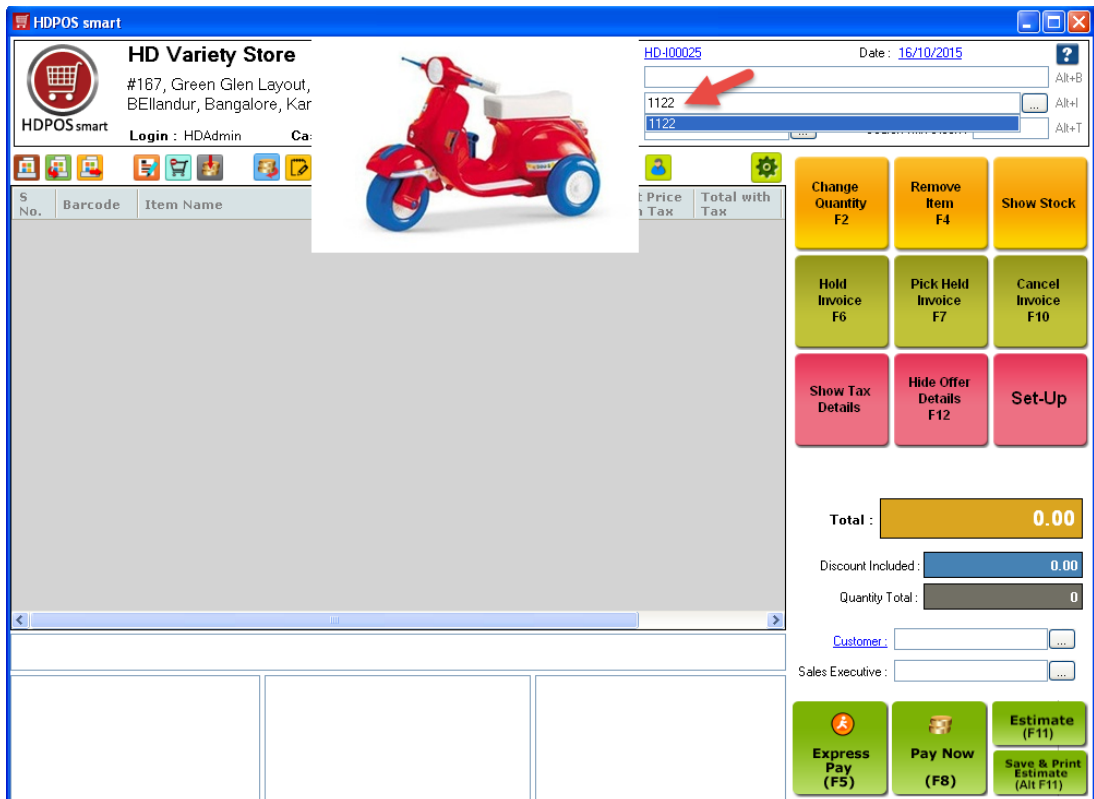 HDPOS smart
HD Variety Store
#167, Green Glen Layout,
BEllandur, Bangalore, Kar
Login : HDAdmin Ca
HDPOS smart
HD-I00025 Date : 16/10/2015
Alt+B
1122 ... Alt+I
1122
... Alt+T
S No. Barcode Item Name Price Tax Total with Tax
Change Quantity F2
Remove Item F4
Show Stock
Hold Invoice F6
Pick Held Invoice F7
Cancel Invoice F10
Show Tax Details
Hide Offer Details F12
Set-Up
Total : 0.00
Discount Included : 0.00
Quantity Total : 0
Customer : ...
Sales Executive : ...
Express Pay (F5)
Pay Now (F8)
Estimate (F11)
Save & Print Estimate (Alt F11)